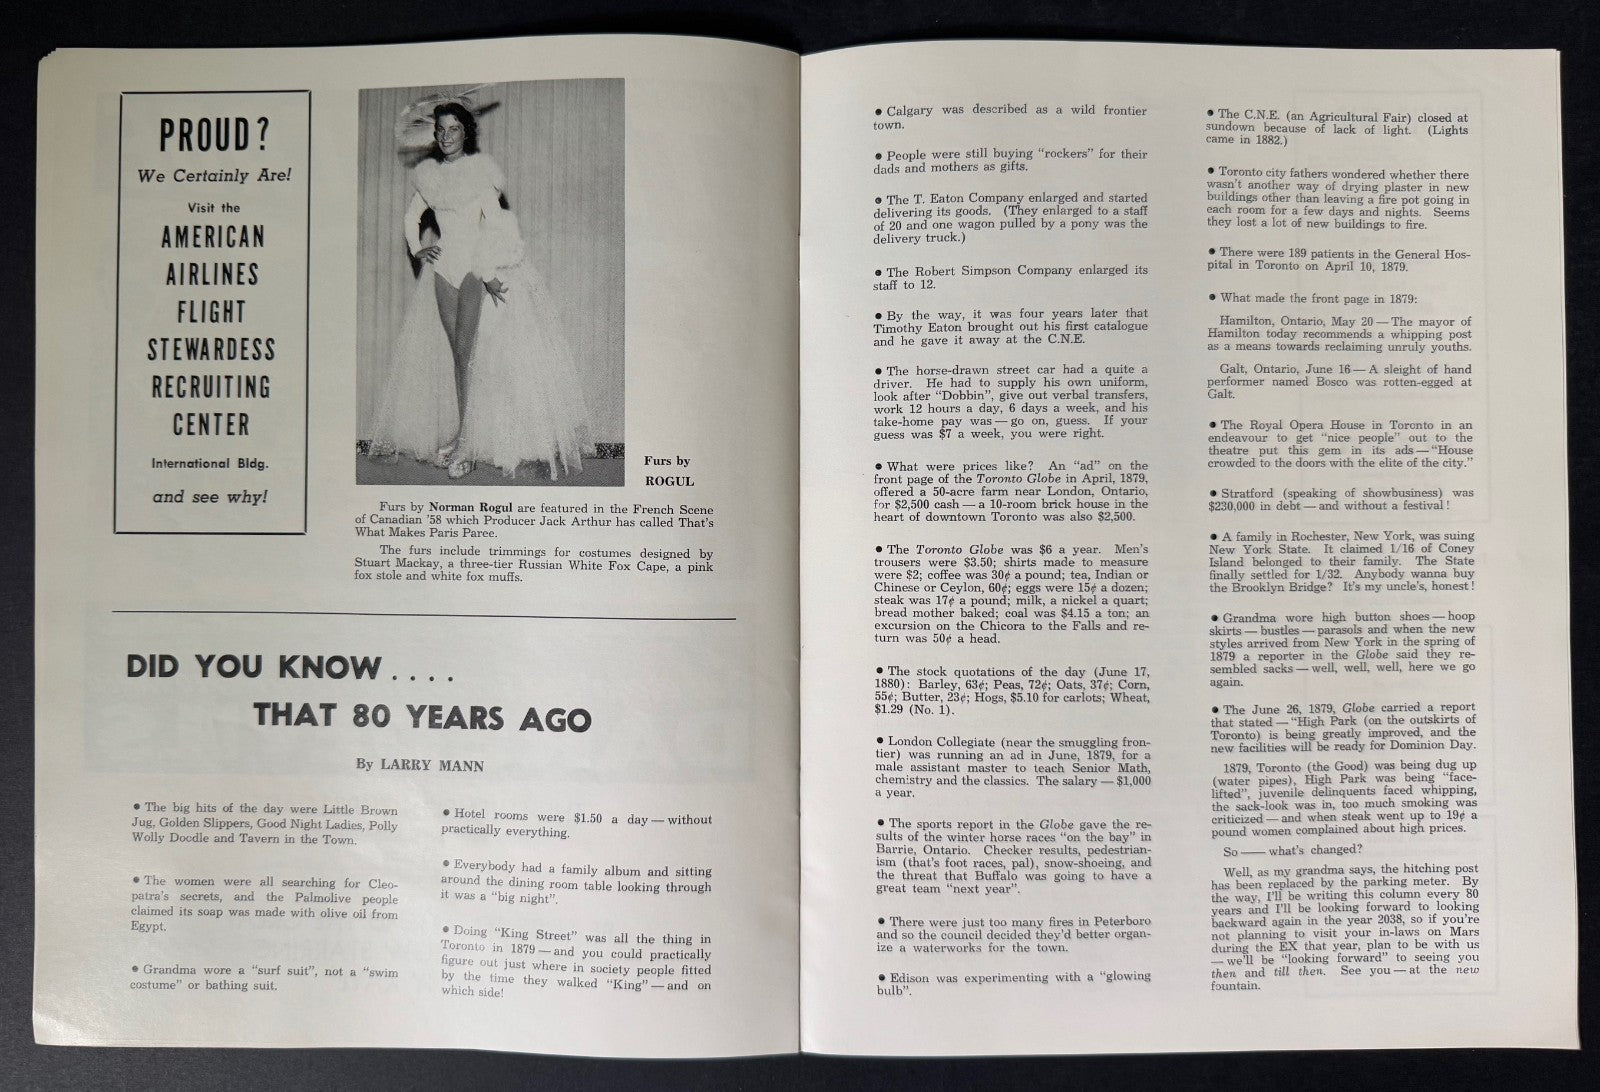 PROUD?
We Certainly Are!
Visit the
AMERICAN
AIRLINES
FLIGHT
STEWARDESS
RECRUITING
CENTER
International Bldg.
and see why!
Furs by
ROGUL
Furs by Norman Rogul are featured in the French Scene
of Canadian '58 which Producer Jack Arthur has called That's
What Makes Paris Paree.
The furs include trimmings for costumes designed by
Stuart Mackay, a three-tier Russian White Fox Cape, a pink
fox stole and white fox muffs.
DID YOU KNOW . . . .
THAT 80 YEARS AGO
By LARRY MANN
• The big hits of the day were Little Brown
Jug, Golden Slippers, Good Night Ladies, Polly
Wolly Doodle and Tavern in the Town.
• The women were all searching for Cleo-
patra's secrets, and the Palmolive people
claimed its soap was made with olive oil from
Egypt.
• Grandma wore a "surf suit", not a "swim
costume" or bathing suit.
• Hotel rooms were $1.50 a day — without
practically everything.
• Everybody had a family album and sitting
around the dining room table looking through
it was a "big night".
• Doing "King Street" was all the thing in
Toronto in 1879 — and you could practically
figure out just where in society people fitted
by the time they walked "King" — and on
which side!
• Calgary was described as a wild frontier
town.
• People were still buying "rockers" for their
dads and mothers as gifts.
• The T. Eaton Company enlarged and started
delivering its goods. (They enlarged to a staff
of 20 and one wagon pulled by a pony was the
delivery truck.)
• The Robert Simpson Company enlarged its
staff to 12.
• By the way, it was four years later that
Timothy Eaton brought out his first catalogue
and he gave it away at the C.N.E.
• The horse-drawn street car had a quite a
driver. He had to supply his own uniform,
look after "Dobbin", give out verbal transfers,
work 12 hours a day, 6 days a week, and his
take-home pay was — go on, guess. If your
guess was $7 a week, you were right.
• What were prices like? An "ad" on the
front page of the Toronto Globe in April, 1879,
offered a 50-acre farm near London, Ontario,
for $2,500 cash — a 10-room brick house in the
heart of downtown Toronto was also $2,500.
• The Toronto Globe was $6 a year. Men's
trousers were $3.50; shirts made to measure
were $2; coffee was 30¢ a pound; tea, Indian or
Chinese or Ceylon, 60¢; eggs were 15¢ a dozen;
steak was 17¢ a pound; milk, a nickel a quart;
bread mother baked; coal was $4.15 a ton; an
excursion on the Chicora to the Falls and re-
turn was 50¢ a head.
• The stock quotations of the day (June 17,
1880): Barley, 63¢; Peas, 72¢; Oats, 37¢; Corn,
55¢; Butter, 23¢; Hogs, $5.10 for carlots; Wheat,
$1.29 (No. 1).
• London Collegiate (near the smuggling fron-
tier) was running an ad in June, 1879, for a
male assistant master to teach Senior Math,
chemistry and the classics. The salary — $1,000
a year.
• The sports report in the Globe gave the re-
sults of the winter horse races "on the bay" in
Barrie, Ontario. Checker results, pedestrian-
ism (that's foot races, pal), snow-shoeing, and
the threat that Buffalo was going to have a
great team "next year".
• There were just too many fires in Peterboro
and so the council decided they'd better organ-
ize a waterworks for the town.
• Edison was experimenting with a "glowing
bulb".
• The C.N.E. (an Agricultural Fair) closed at
sundown because of lack of light. (Lights
came in 1882.)
• Toronto city fathers wondered whether there
wasn't another way of drying plaster in new
buildings other than leaving a fire pot going in
each room for a few days and nights. Seems
they lost a lot of new buildings to fire.
• There were 189 patients in the General Hos-
pital in Toronto on April 10, 1879.
• What made the front page in 1879:
Hamilton, Ontario, May 20 — The mayor of
Hamilton today recommends a whipping post
as a means towards reclaiming unruly youths.
Galt, Ontario, June 16 — A sleight of hand
performer named Bosco was rotten-egged at
Galt.
• The Royal Opera House in Toronto in an
endeavour to get "nice people" out to the
theatre put this gem in its ads — "House
crowded to the doors with the elite of the city."
• Stratford (speaking of showbusiness) was
$230,000 in debt — and without a festival!
• A family in Rochester, New York, was suing
New York State. It claimed 1/16 of Coney
Island belonged to their family. The State
finally settled for 1/32. Anybody wanna buy
the Brooklyn Bridge? It's my uncle's, honest!
• Grandma wore high button shoes — hoop
skirts — bustles — parasols and when the new
styles arrived from New York in the spring of
1879 a reporter in the Globe said they re-
sembled sacks — well, well, well, here we go
again.
• The June 26, 1879, Globe carried a report
that stated — "High Park (on the outskirts of
Toronto) is being greatly improved, and the
new facilities will be ready for Dominion Day.
1879, Toronto (the Good) was being dug up
(water pipes), High Park was being "face-
lifted", juvenile delinquents faced whipping,
the sack-look was in, too much smoking was
criticized — and when steak went up to 19¢ a
pound women complained about high prices.
So —— what's changed?
Well, as my grandma says, the hitching post
has been replaced by the parking meter. By
the way, I'll be writing this column every 80
years and I'll be looking forward to looking
backward again in the year 2038, so if you're
not planning to visit your in-laws on Mars
during the EX that year, plan to be with us
— we'll be "looking forward" to seeing you
then and till then. See you — at the new
fountain.